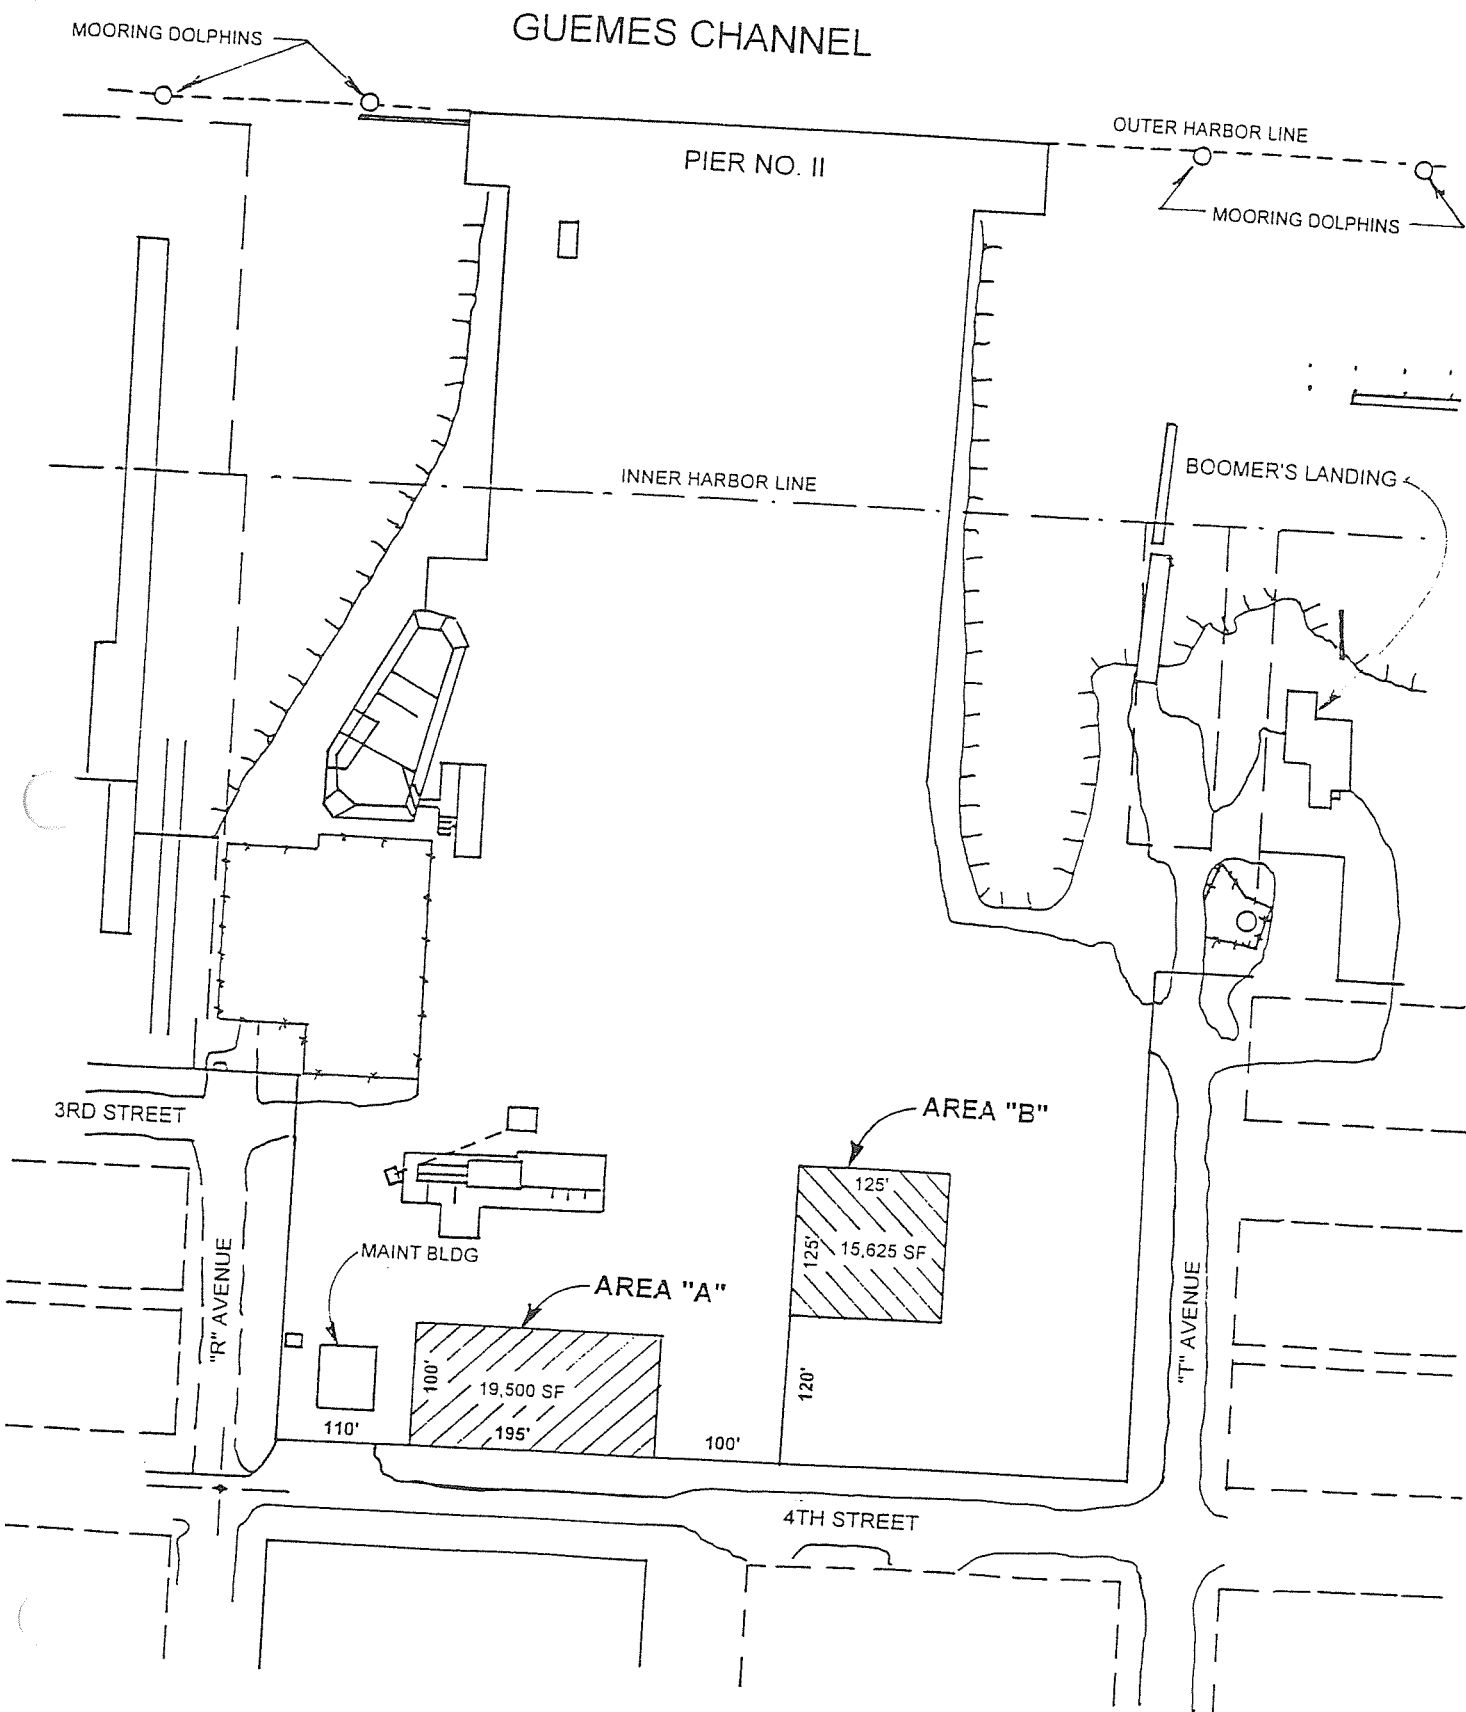 GUEMES CHANNEL
MOORING DOLPHINS
OUTER HARBOR LINE
PIER NO. II
MOORING DOLPHINS
INNER HARBOR LINE
BOOMER'S LANDING
3RD STREET
AREA "B"
125'
125'
15,625 SF
MAINT BLDG
"R" AVENUE
AREA "A"
"T" AVENUE
100'
19,500 SF
120'
110'
195'
100'
4TH STREET